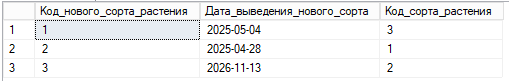 Код_нового_сорта_растения Дата_выведения_нового_сорта Код_сорта_растения
1 1 2025-05-04 3
2 2 2025-04-28 1
3 3 2026-11-13 2